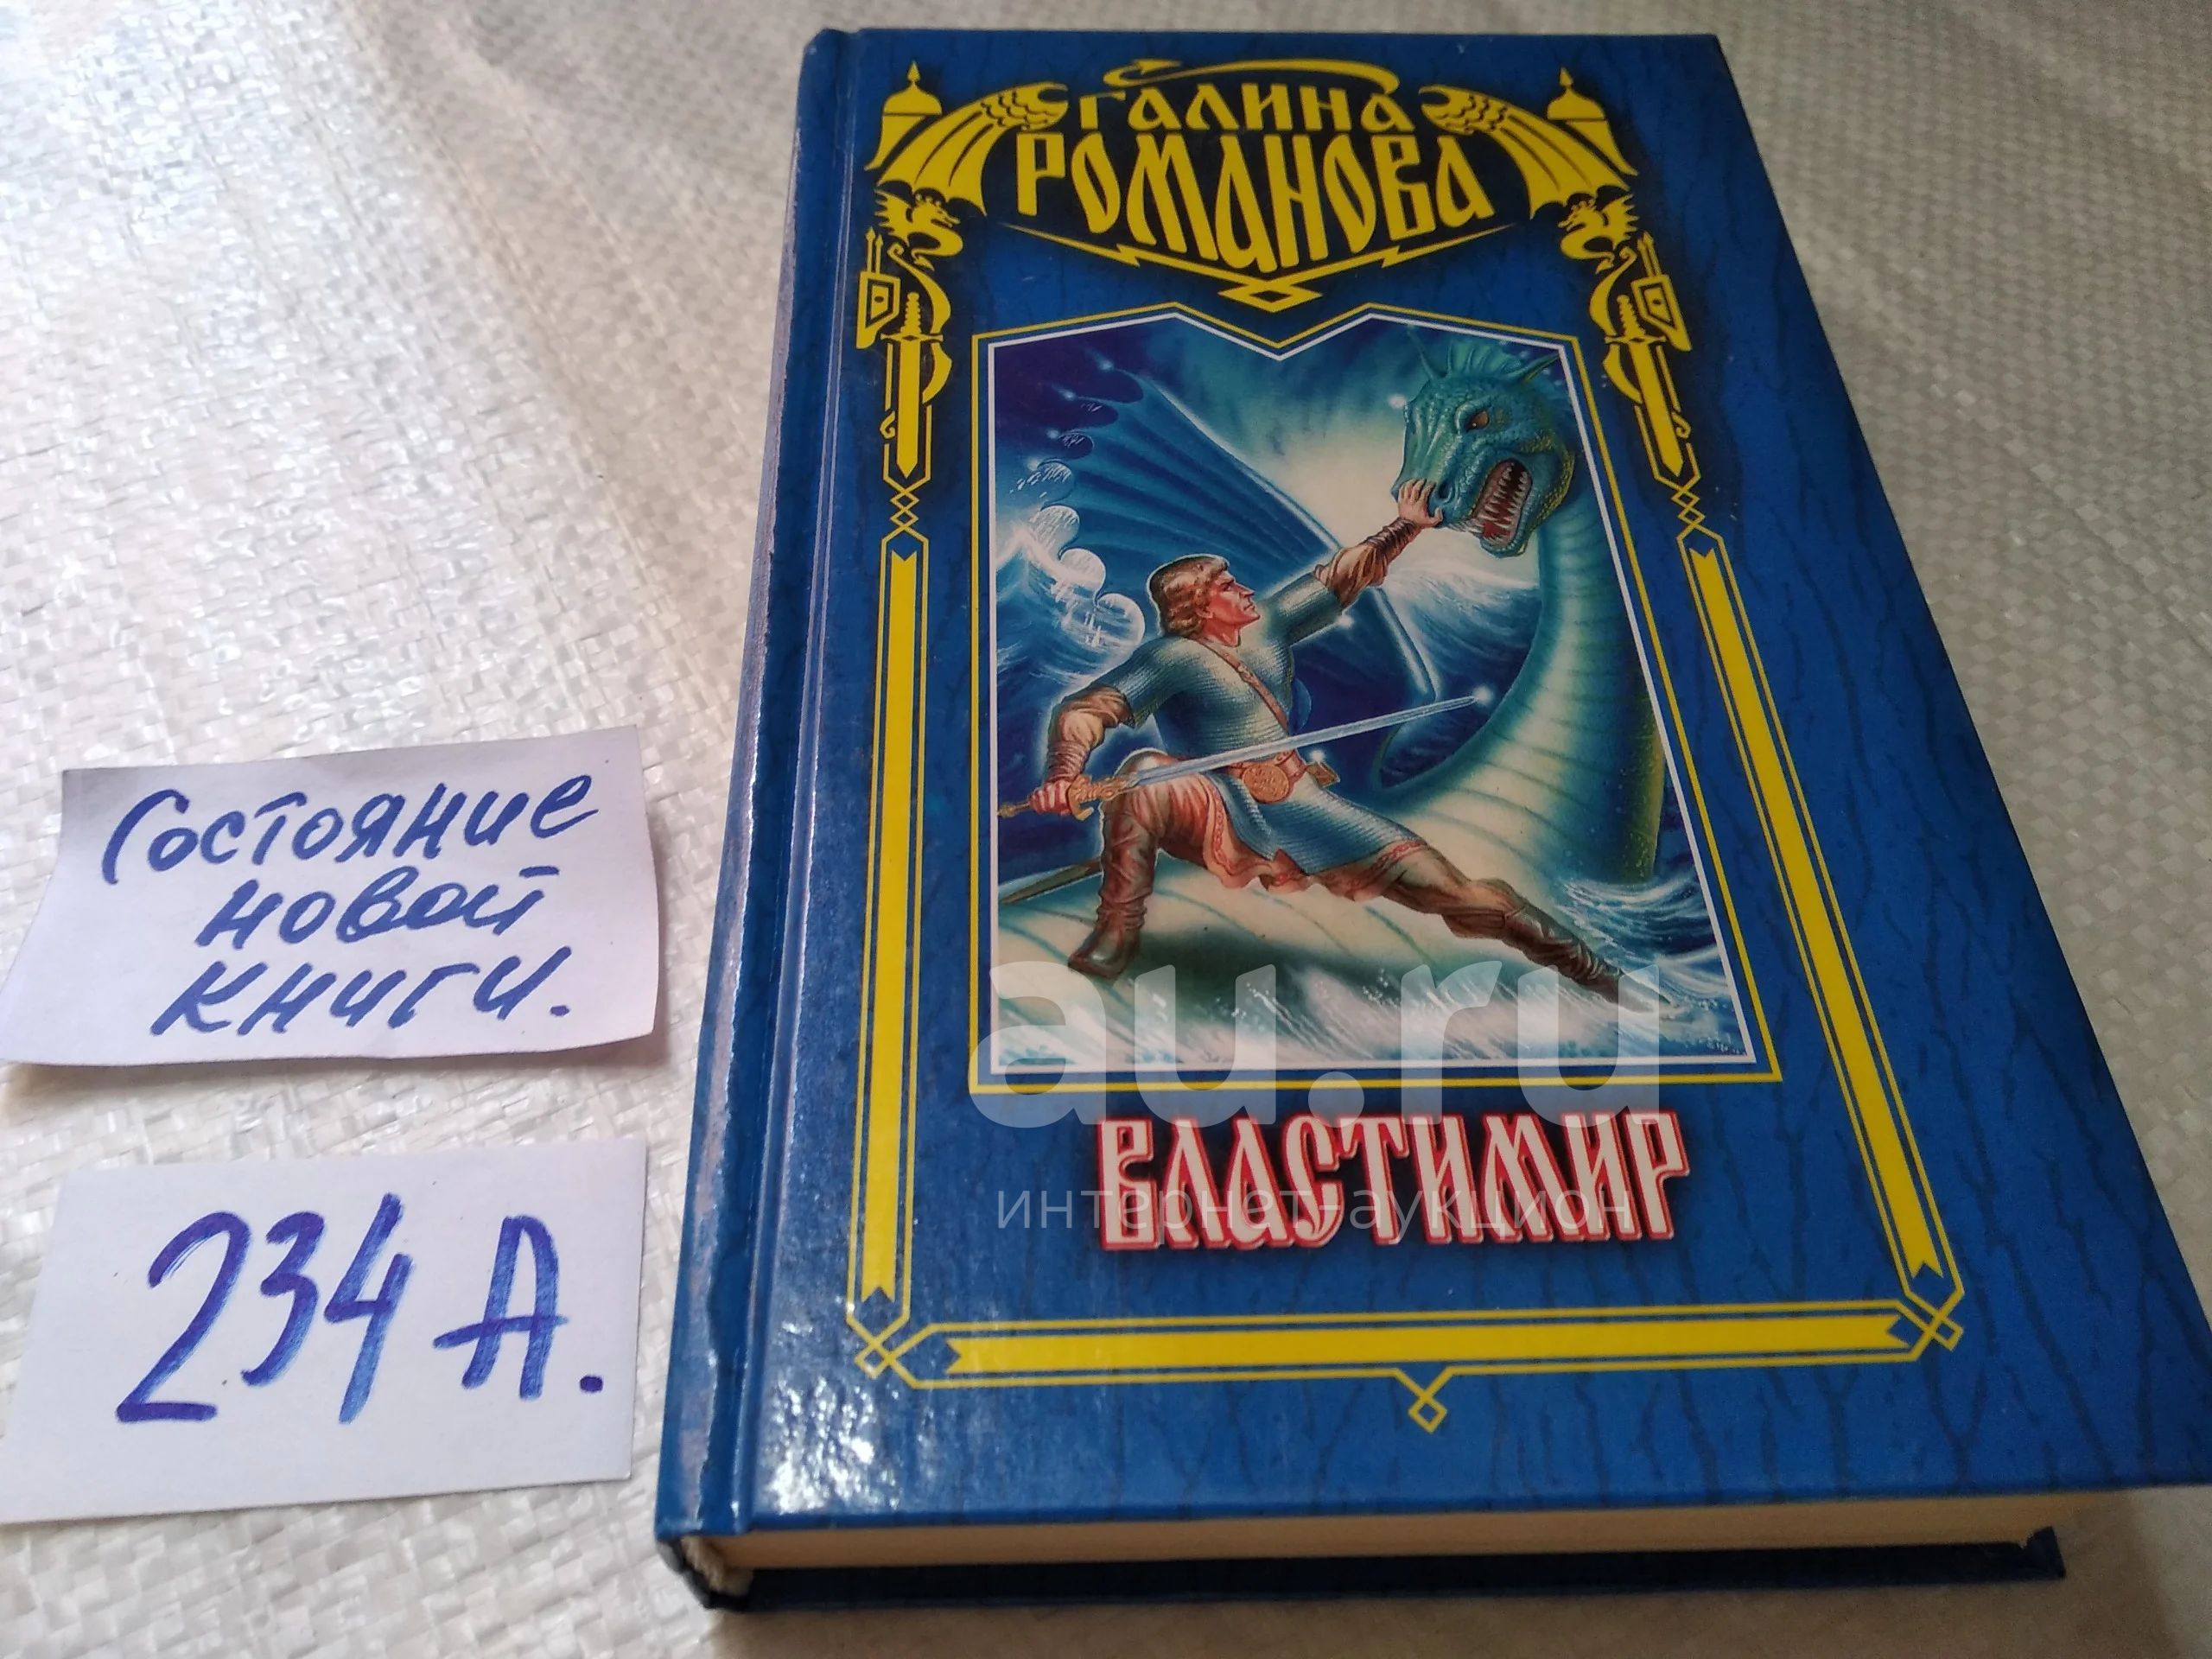 ГАЛИНА
РОМАНОВА
Состояние
новой
книги.
234 А.
au.ru
ВЛАСТИМИР
интернет-аукцион